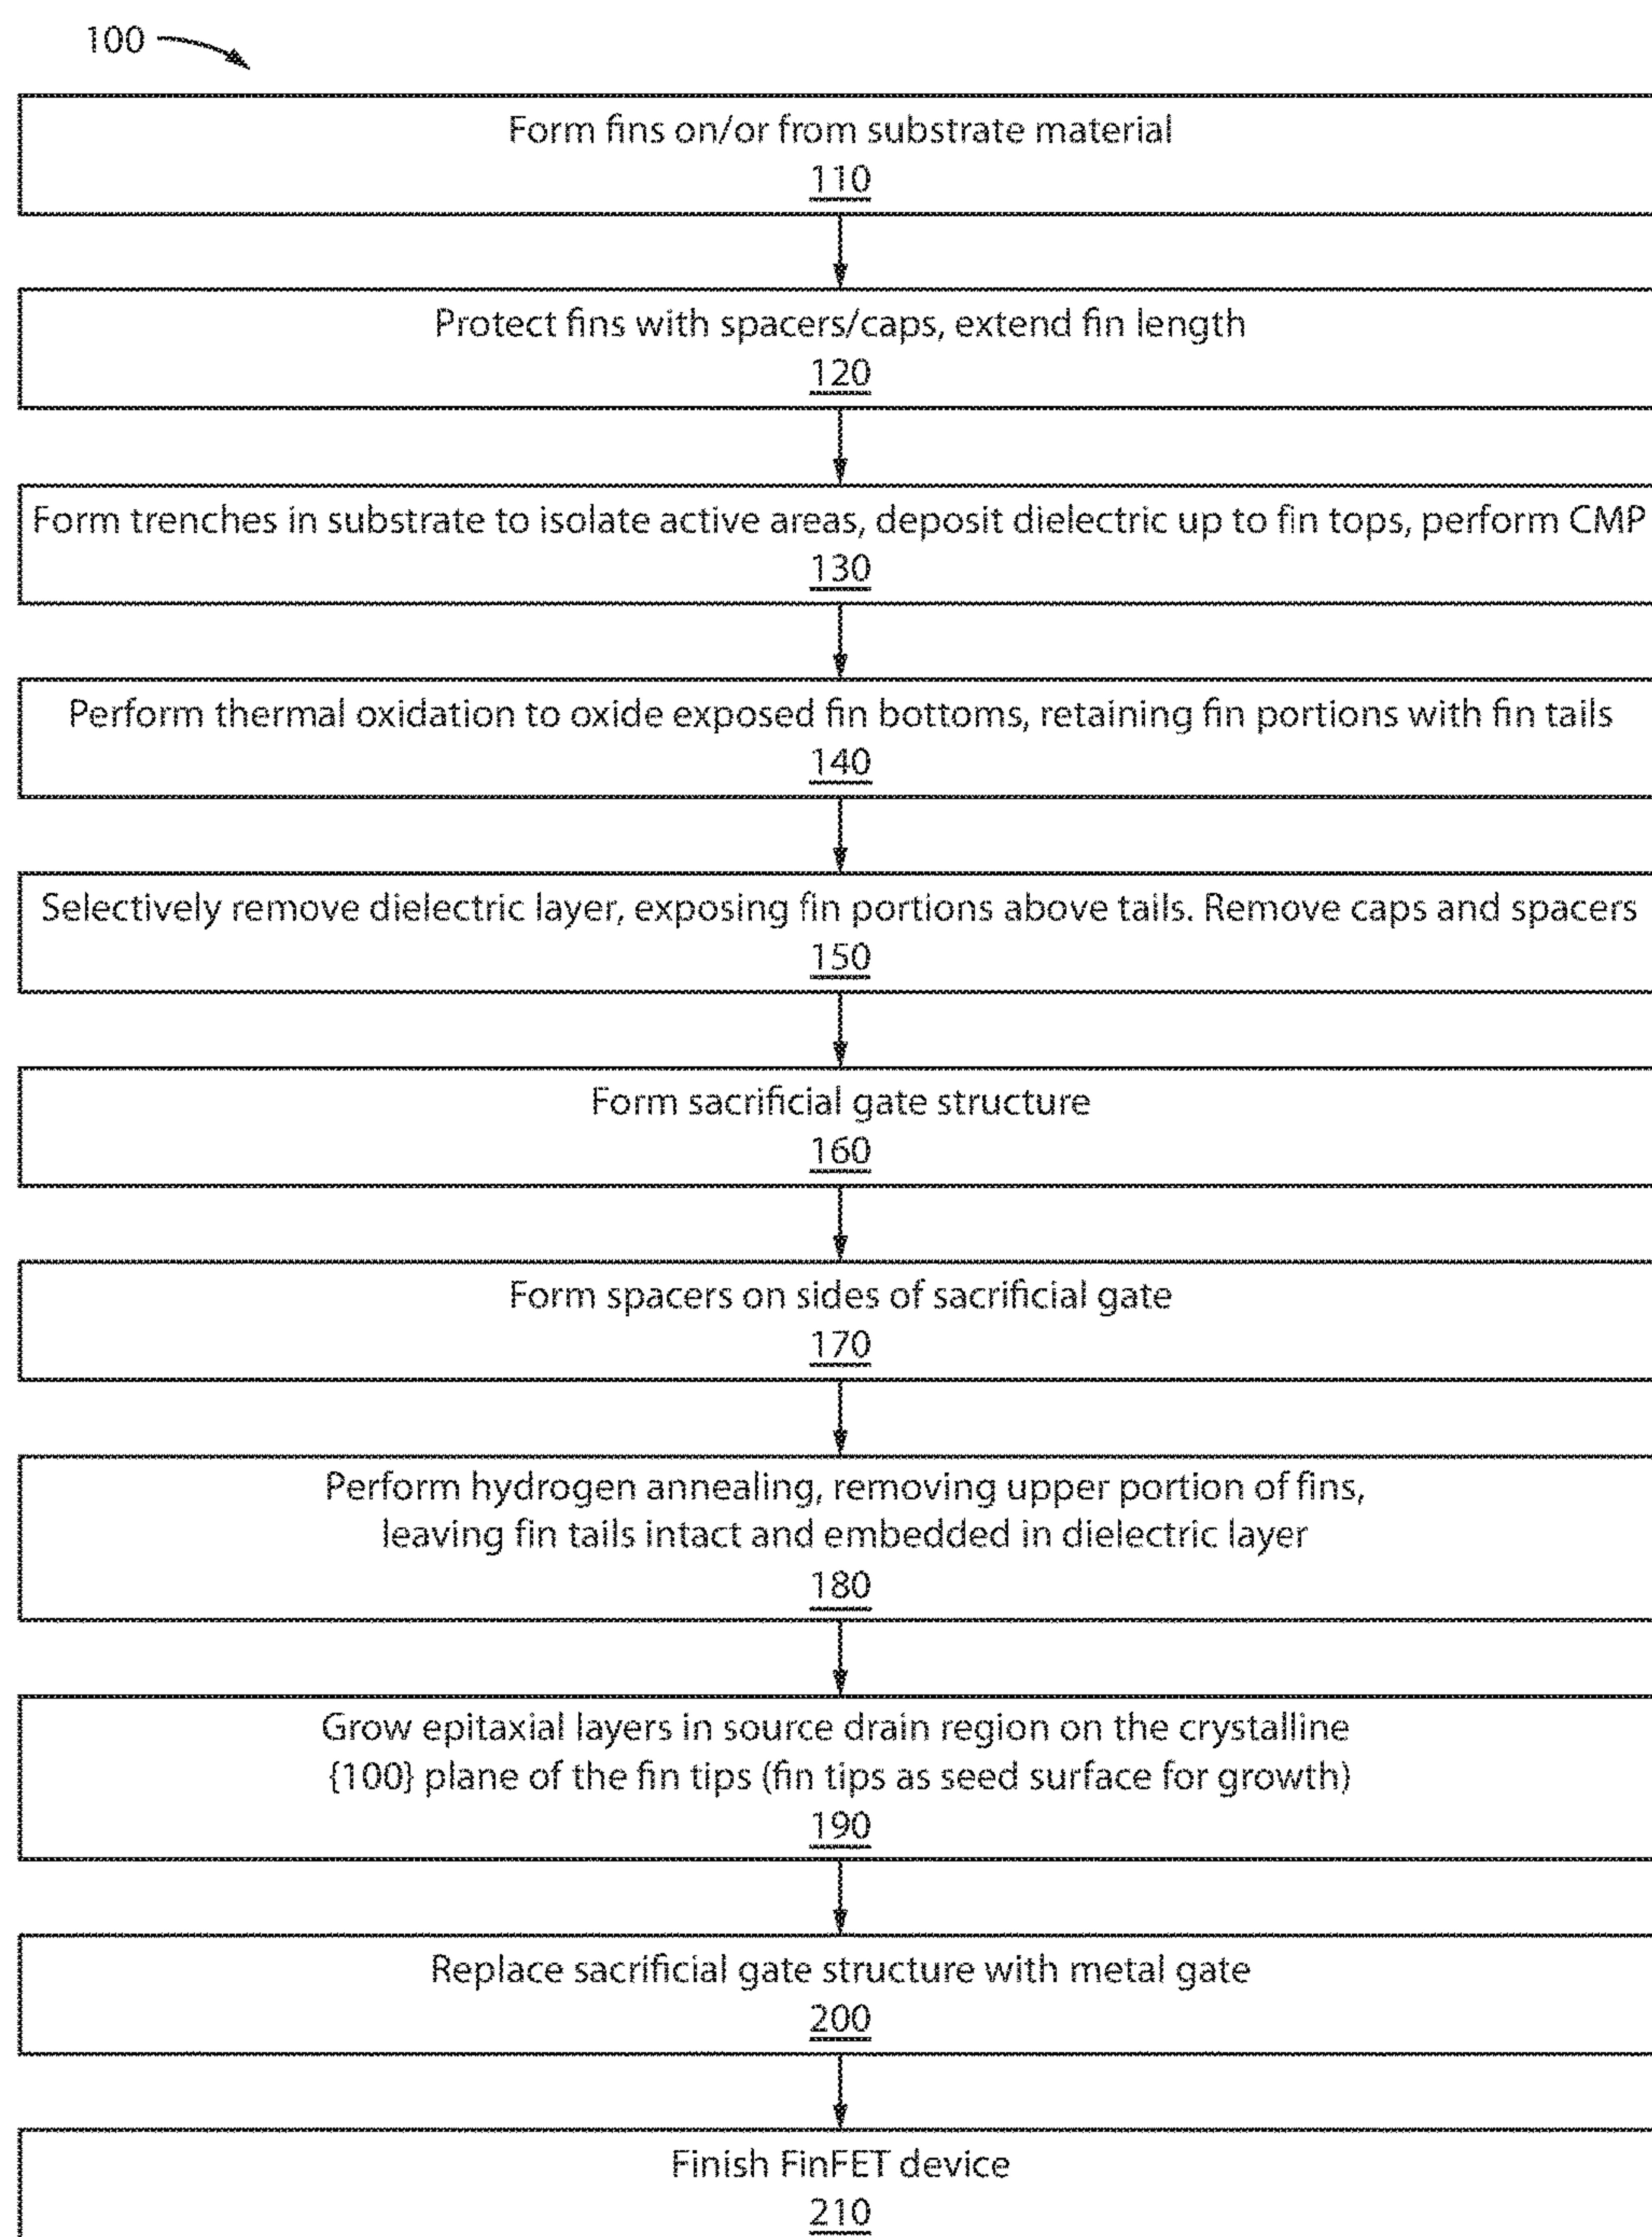 100
Form fins on/or from substrate material
110
Protect fins with spacers/caps, extend fin length
120
Form trenches in substrate to isolate active areas, deposit dielectric up to fin tops, perform CMP
130
Perform thermal oxidation to oxide exposed fin bottoms, retaining fin portions with fin tails
140
Selectively remove dielectric layer, exposing fin portions above tails. Remove caps and spacers
150
Form sacrificial gate structure
160
Form spacers on sides of sacrificial gate
170
Perform hydrogen annealing, removing upper portion of fins,
leaving fin tails intact and embedded in dielectric layer
180
Grow epitaxial layers in source drain region on the crystalline
{100} plane of the fin tips (fin tips as seed surface for growth)
190
Replace sacrificial gate structure with metal gate
200
Finish FinFET device
210